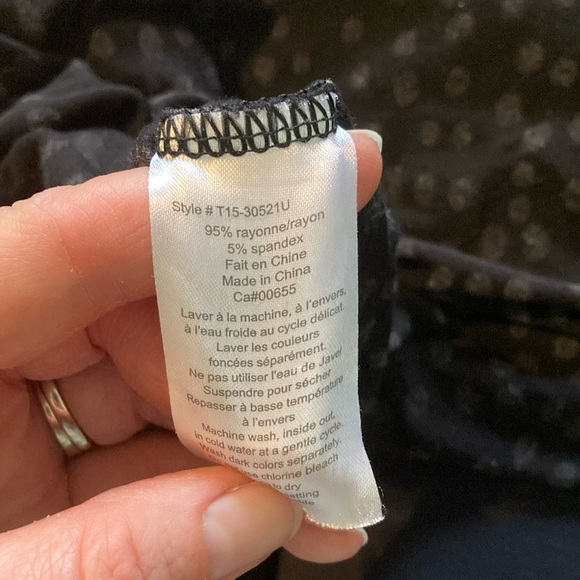 Style # T15-30521U
95% rayonne/rayon
5% spandex
Fait en Chine
Made in China
Ca#00655
Laver à la machine, à l'envers,
à l'eau froide au cycle délicat.
Laver les couleurs
foncées séparément.
Ne pas utiliser l'eau de Javel
Suspendre pour sécher
Repasser à basse température
à l'envers
Machine wash, inside out,
in cold water at a gentle cycle.
Wash dark colors separately.
chlorine bleach
to dry